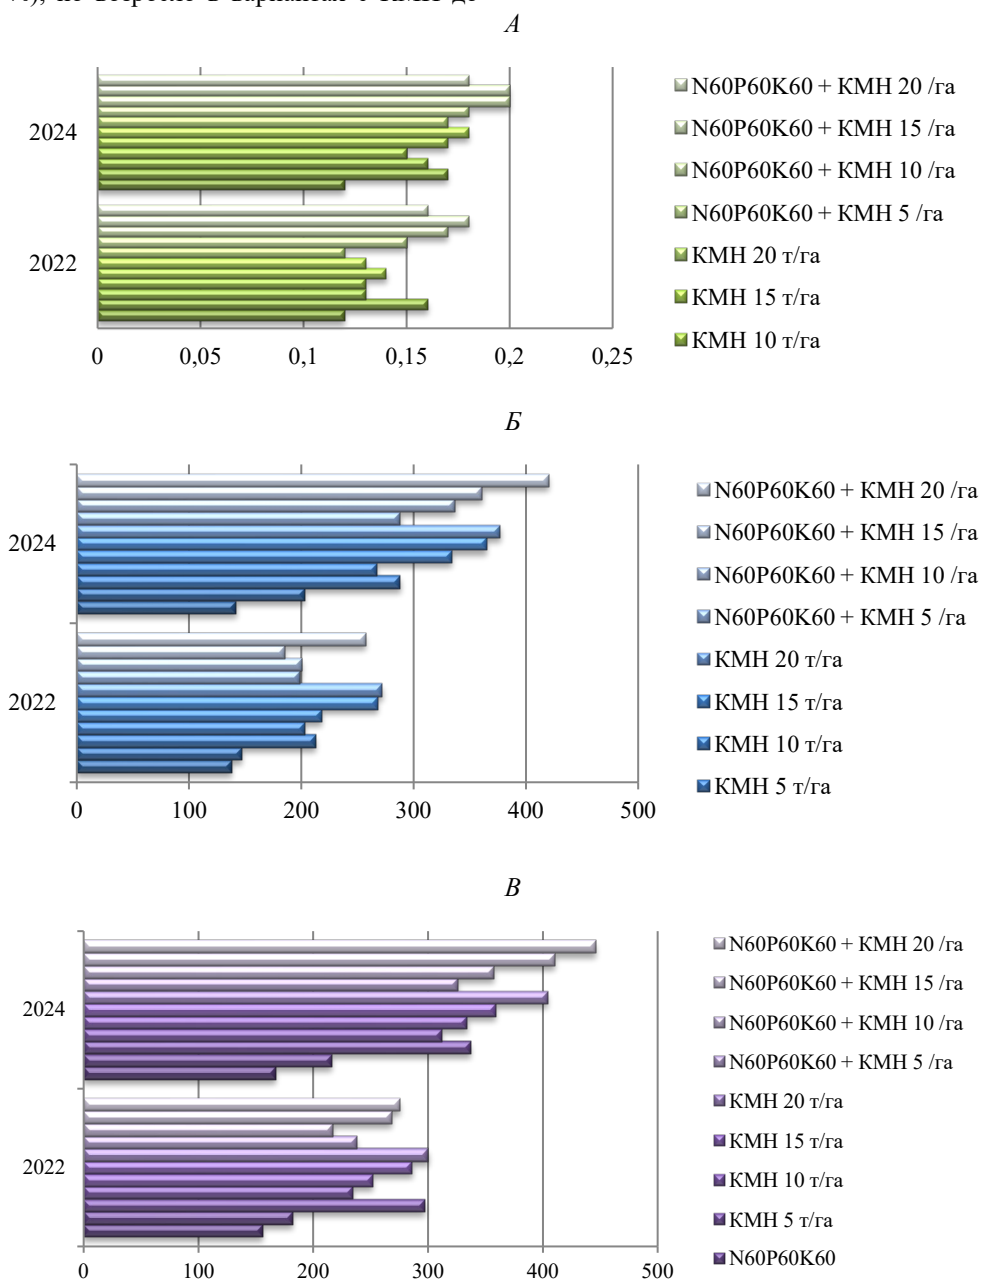 А
N60P60K60 + КМН 20 /га
N60P60K60 + КМН 15 /га
2024
N60P60K60 + КМН 10 /га
N60P60K60 + КМН 5 /га
КМН 20 т/га
2022
КМН 15 т/га
КМН 10 т/га
0 0,05 0,1 0,15 0,2 0,25
Б
N60P60K60 + КМН 20 /га
N60P60K60 + КМН 15 /га
2024
N60P60K60 + КМН 10 /га
N60P60K60 + КМН 5 /га
КМН 20 т/га
2022
КМН 15 т/га
КМН 10 т/га
КМН 5 т/га
0 100 200 300 400 500
В
N60P60K60 + КМН 20 /га
N60P60K60 + КМН 15 /га
2024
N60P60K60 + КМН 10 /га
N60P60K60 + КМН 5 /га
КМН 20 т/га
КМН 15 т/га
2022
КМН 10 т/га
КМН 5 т/га
N60P60K60
0 100 200 300 400 500